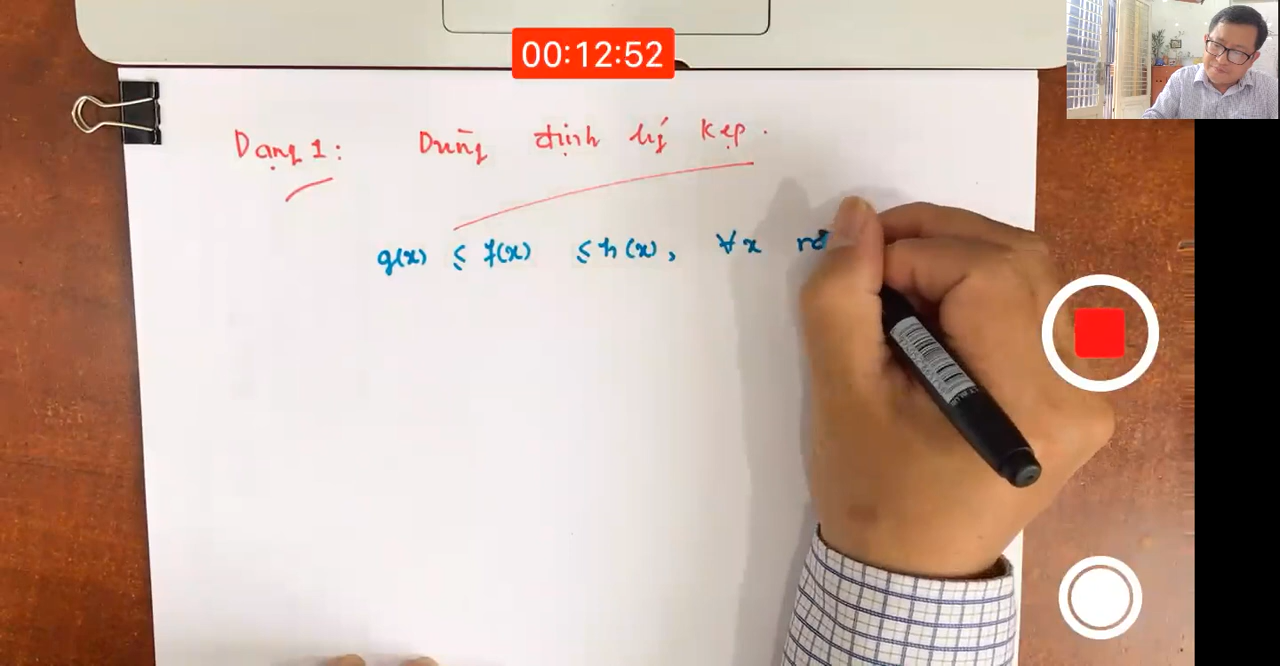 00:12:52
Dạng 1: Dùng định lý kẹp.
g(x) ≤ f(x) ≤ h(x), ∀x